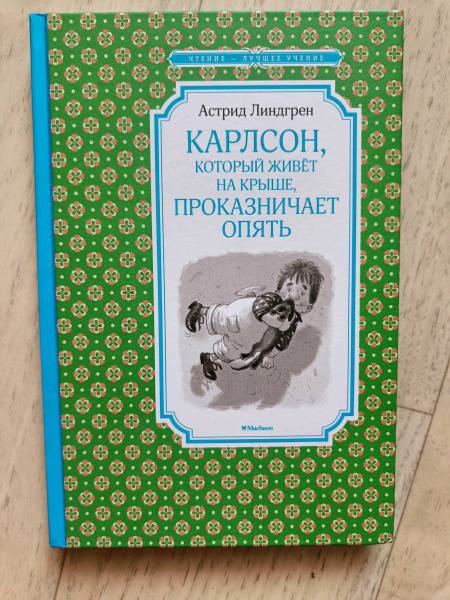 ЧТЕНИЕ – ЛУЧШЕЕ УЧЕНИЕ
Астрид Линдгрен
КАРЛСОН,
КОТОРЫЙ ЖИВЁТ
НА КРЫШЕ,
ПРОКАЗНИЧАЕТ
ОПЯТЬ
Machaon